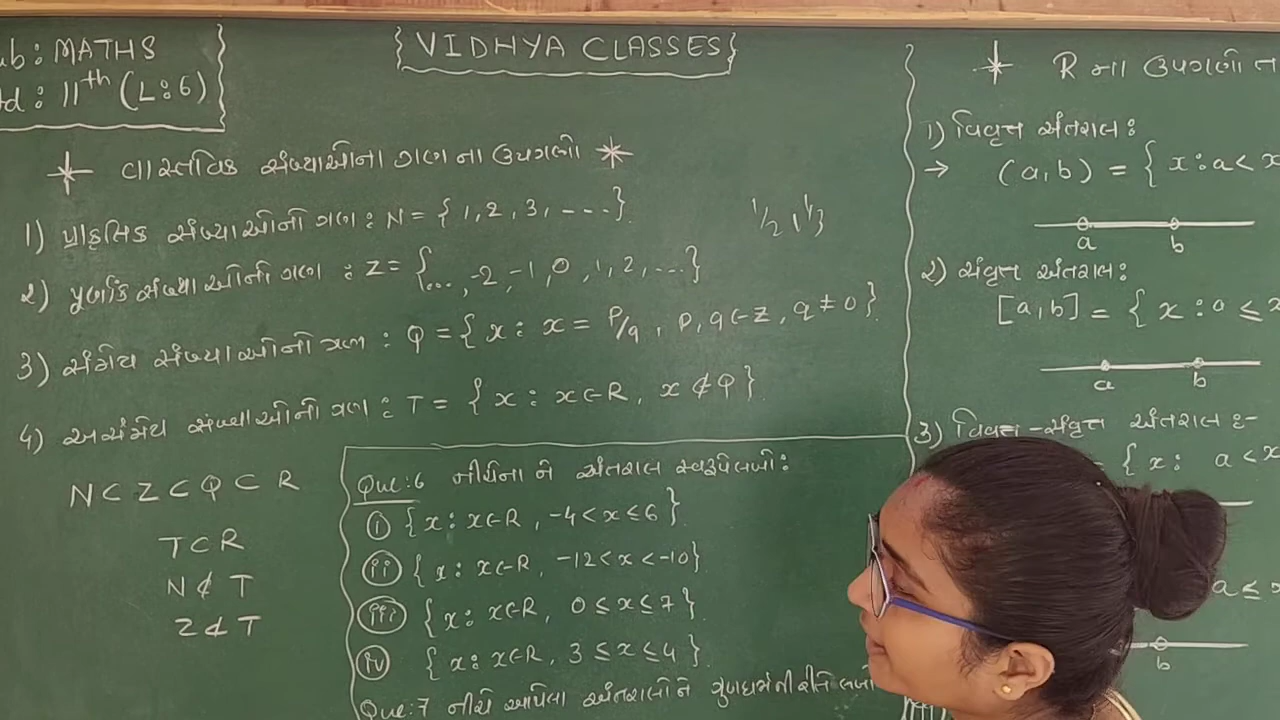 ub: MATHS
td: 11th (L:6)
{VIDHYA CLASSES}
* વાસ્તવિક સંખ્યાઓના ગણ ના ઉપગણો *
1) પ્રાકૃતિક સંખ્યાઓનો ગણ : N = {1, 2, 3, ----}.
૨) પૂર્ણાંક સંખ્યાઓનો ગણ : Z = {..., -2, -1, 0, 1, 2, ...}
3) સંમેય સંખ્યાઓનો ગણ : Q = {x : x = P/q, p, q ∈ Z, q ≠ 0}
4) અસંમેય સંખ્યાઓનો ગણ : T = {x : x ∈ R, x ∉ Q}.
1/2, 1/3
N ⊂ Z ⊂ Q ⊂ R
T ⊂ R
N ⊄ T
Z ⊄ T
Que:6 નીચેના ને અંતરાલ સ્વરૂપે લખો:
(i) {x : x ∈ R, -4 < x ≤ 6}
(ii) {x : x ∈ R, -12 < x < -10}
(iii) {x : x ∈ R, 0 ≤ x ≤ 7}
(iv) {x : x ∈ R, 3 ≤ x ≤ 4}.
Que:7 નીચે આપેલા અંતરાલો ને ગુણધર્મની રીતે લખો
* R ના ઉપગણો ત
1) વિવૃત્ત અંતરાલ :
→ (a, b) = {x : a < x
a b
૨) સંવૃત્ત અંતરાલ :
[a, b] = {x : a ≤ x
a b
3) વિવૃત્ત-સંવૃત્ત અંતરાલ :-
{x : a < x
a ≤ x
b